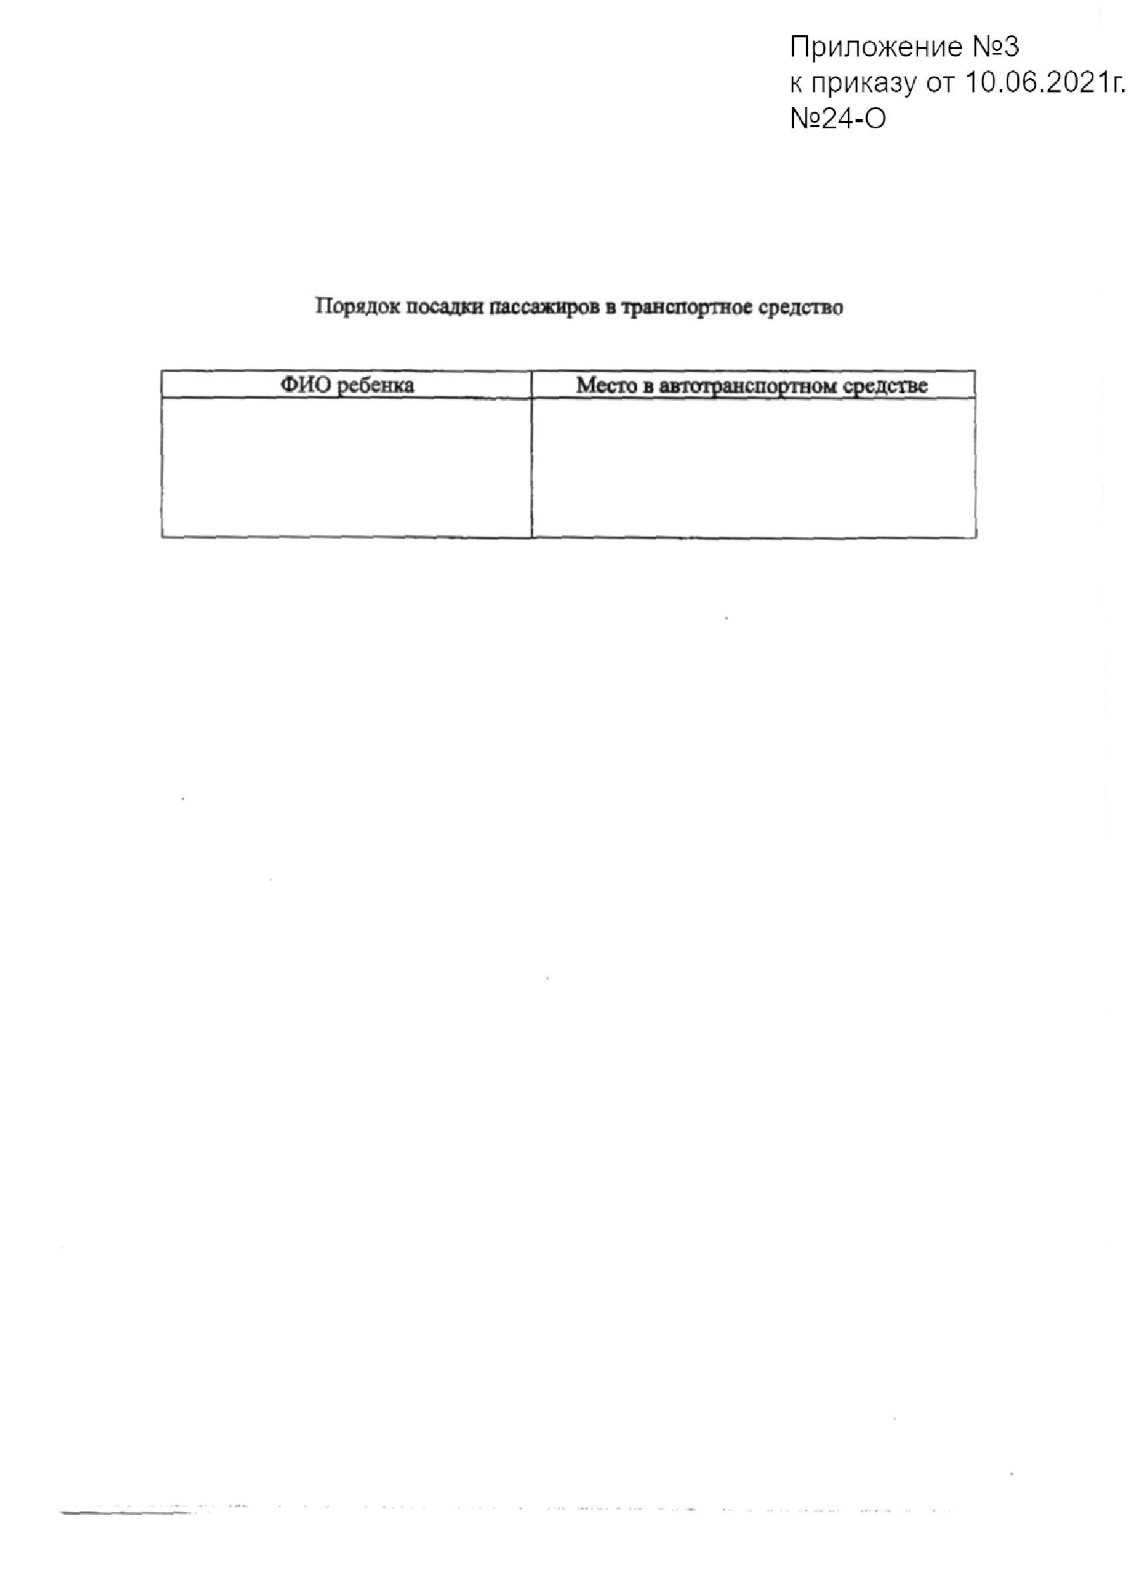 Приложение №3
к приказу от 10.06.2021г.
№24-О
Порядок посадки пассажиров в транспортное средство
ФИО ребенка
Место в автотранспортном средстве